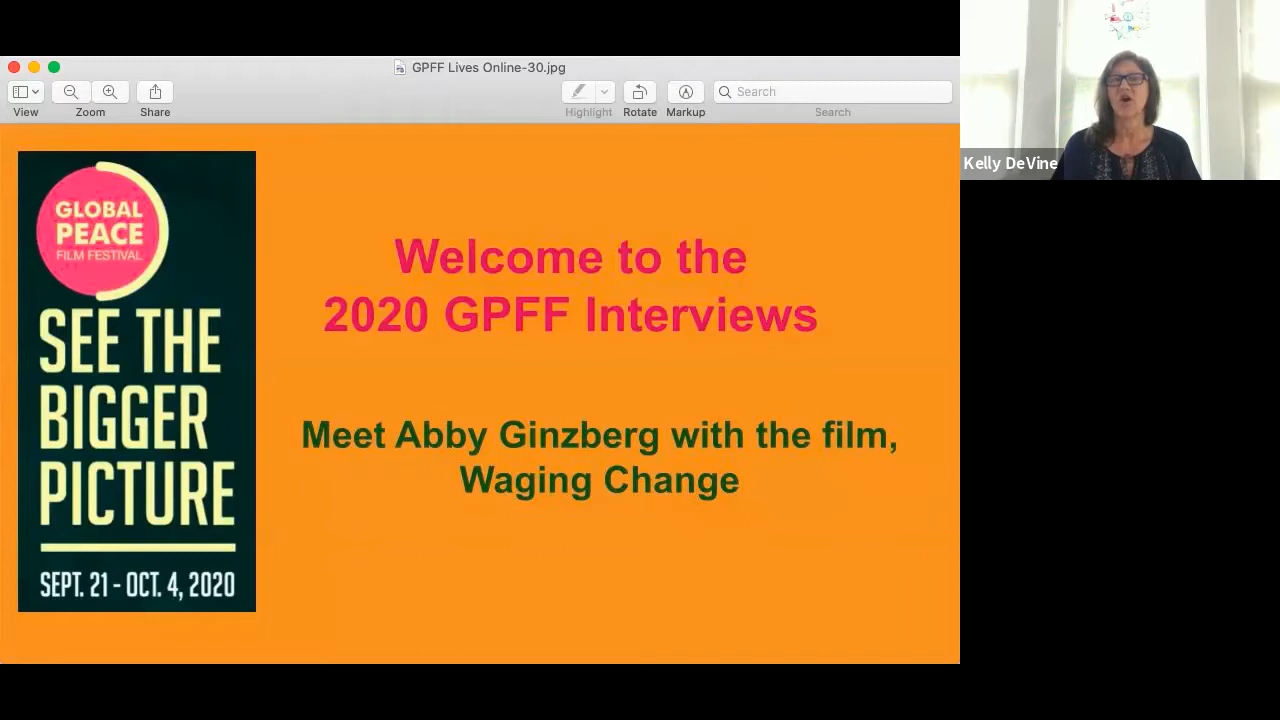 GPFF Lives Online-30.jpg
View
Zoom
Share
Highlight
Rotate
Markup
Search
Search
GLOBAL
PEACE
FILM FESTIVAL
SEE THE
BIGGER
PICTURE
SEPT. 21 - OCT. 4, 2020
Welcome to the
2020 GPFF Interviews
Meet Abby Ginzberg with the film,
Waging Change
Kelly DeVine